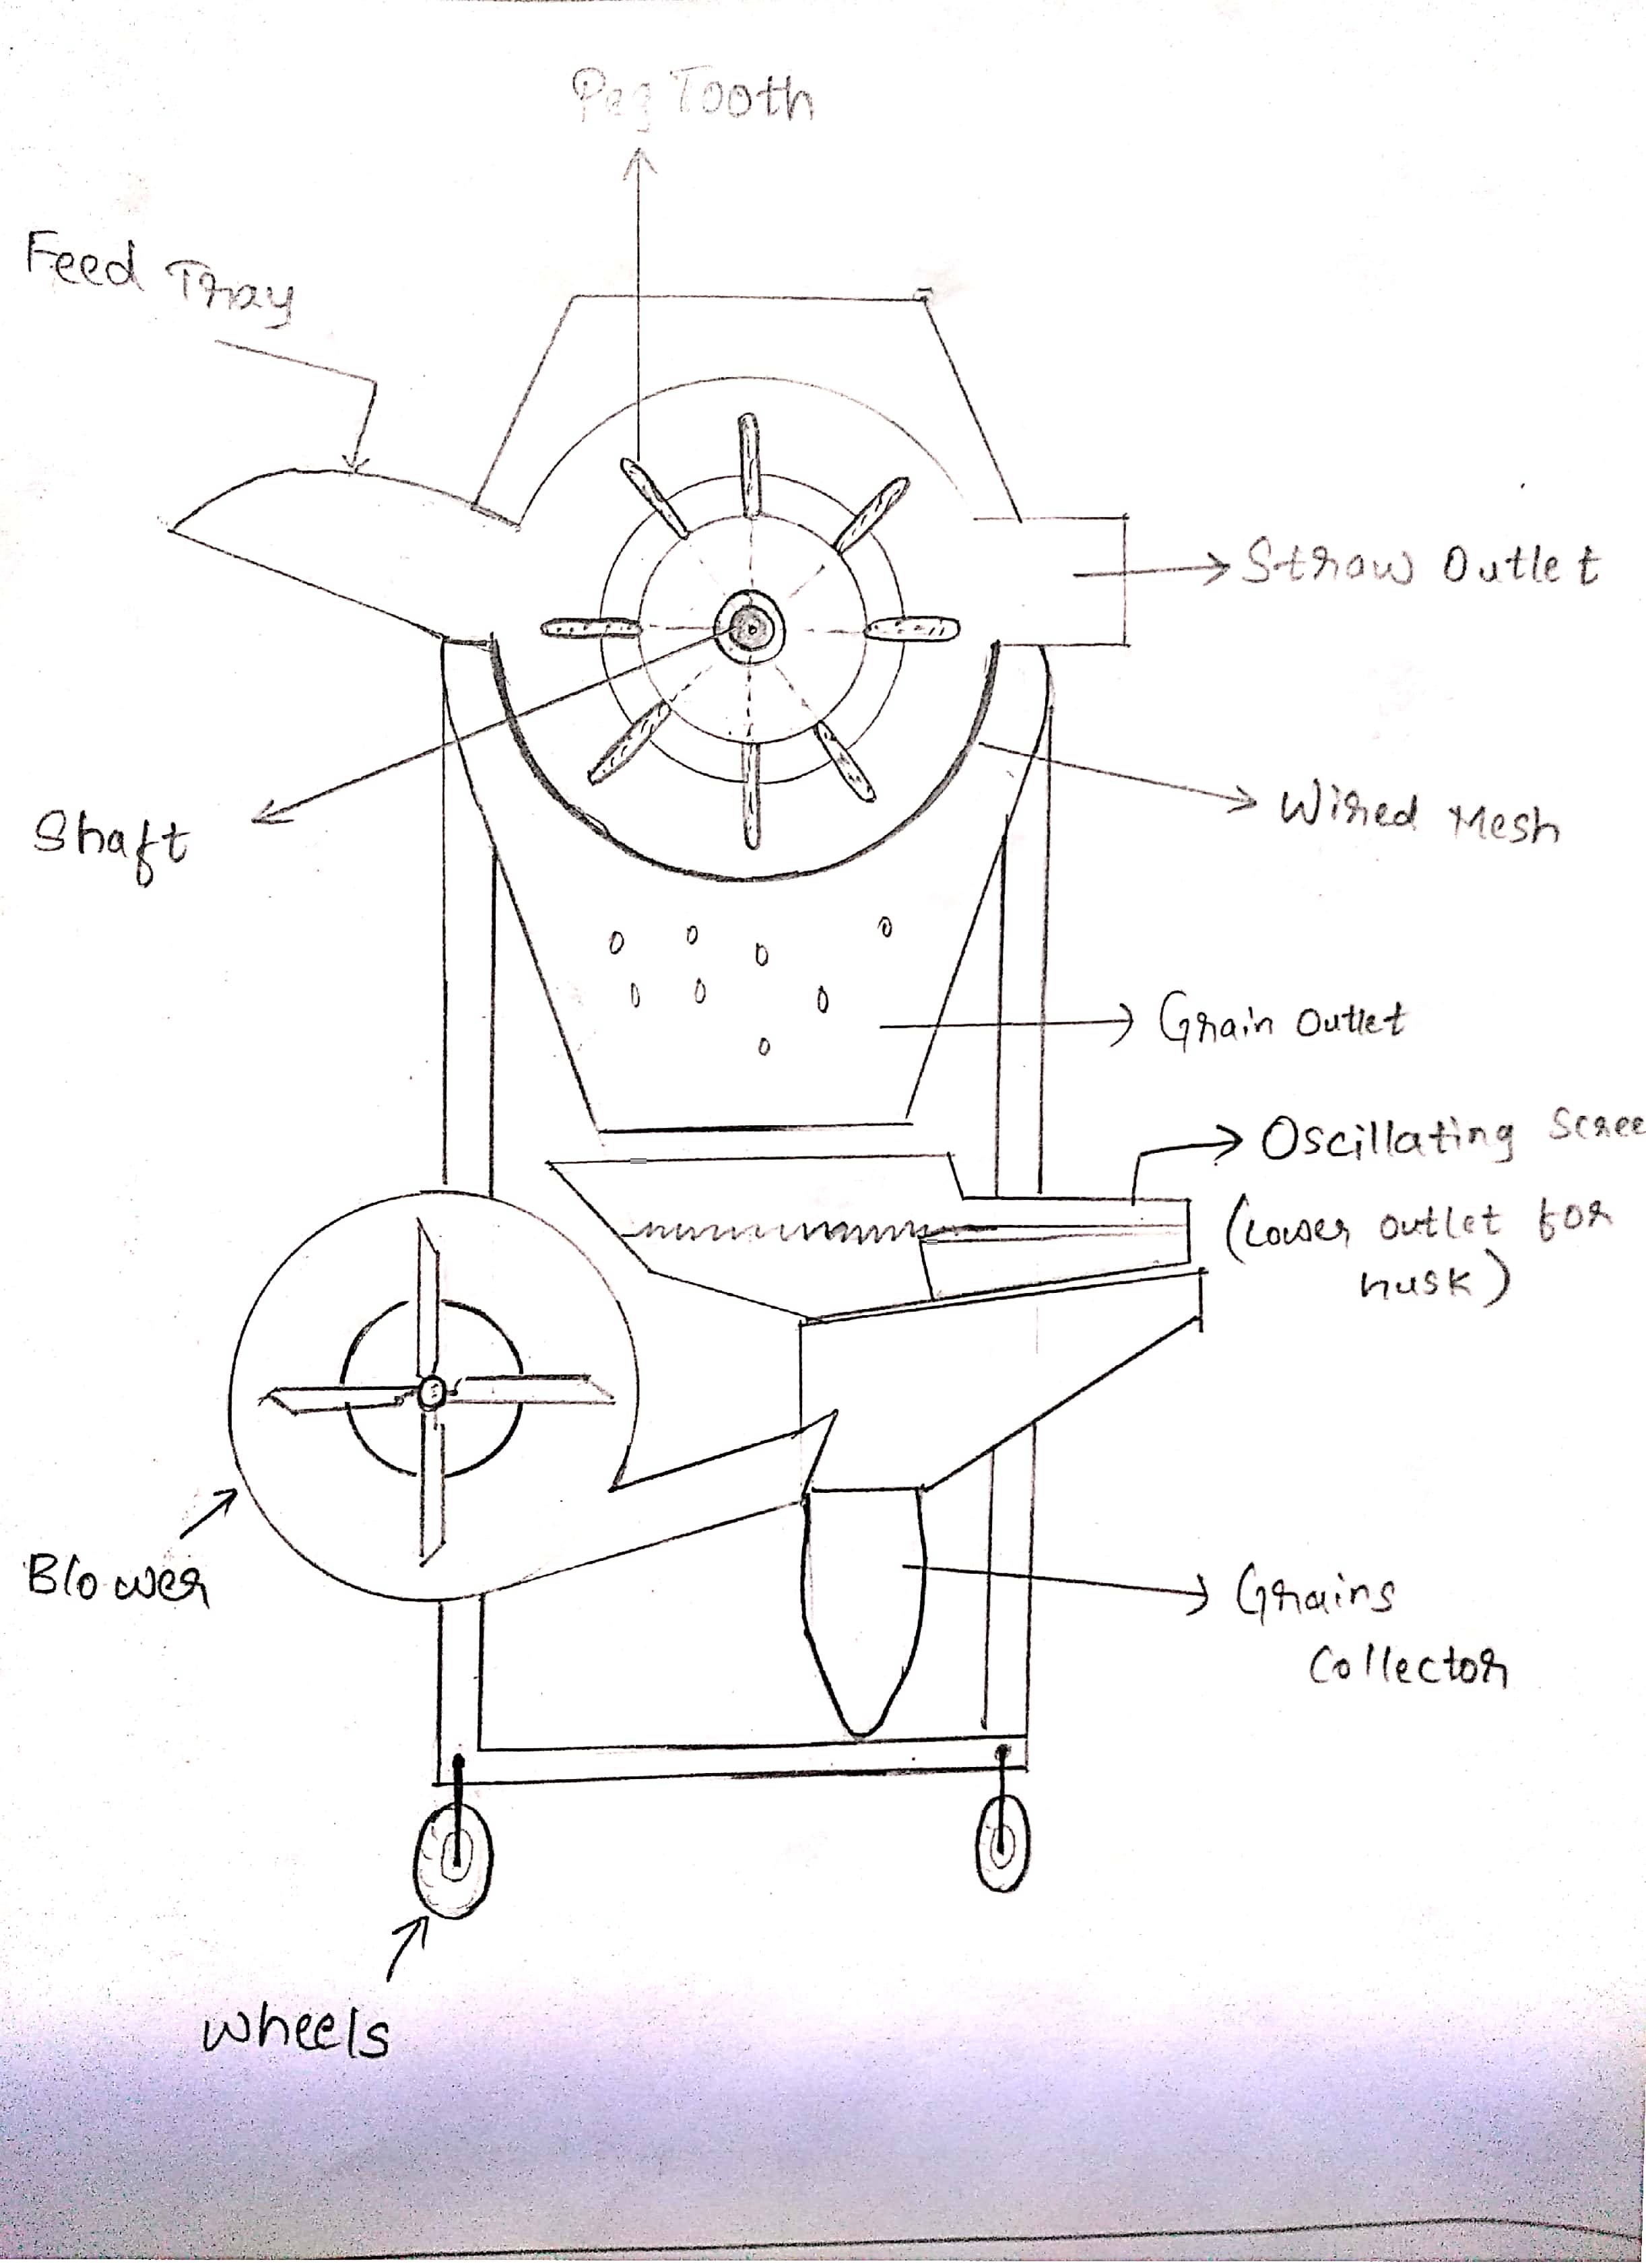 Peg Tooth
Feed Tray
Straw Outlet
Shaft
Wired Mesh
Grain Outlet
Oscillating Scree
(Lower outlet for
husk)
Blower
Grains
Collector
Wheels